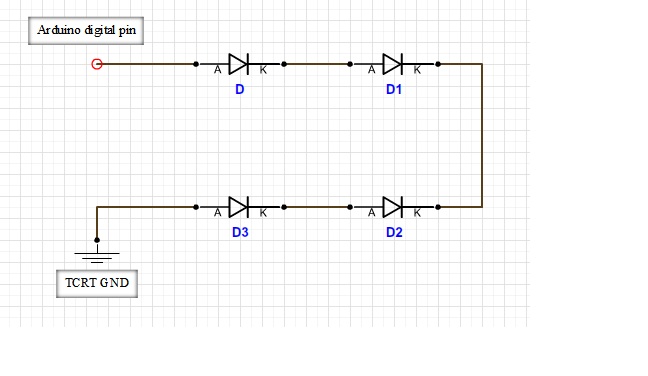 Arduino digital pin
A K A K
D D1
A K A K
D3 D2
TCRT GND